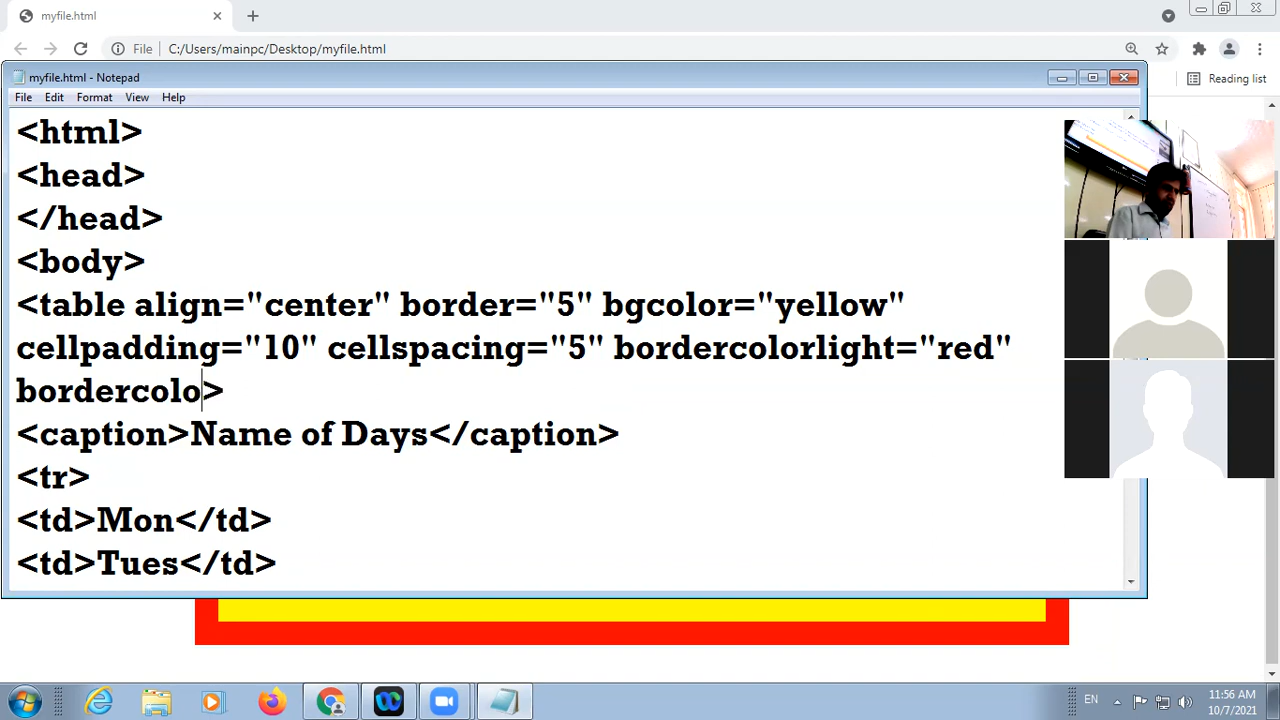 myfile.html
File C:/Users/mainpc/Desktop/myfile.html
myfile.html - Notepad
Reading list
File Edit Format View Help
<html>
<head>
</head>
<body>
<table align="center" border="5" bgcolor="yellow"
cellpadding="10" cellspacing="5" bordercolorlight="red"
bordercolo>
<caption>Name of Days</caption>
<tr>
<td>Mon</td>
<td>Tues</td>
EN
11:56 AM
10/7/2021